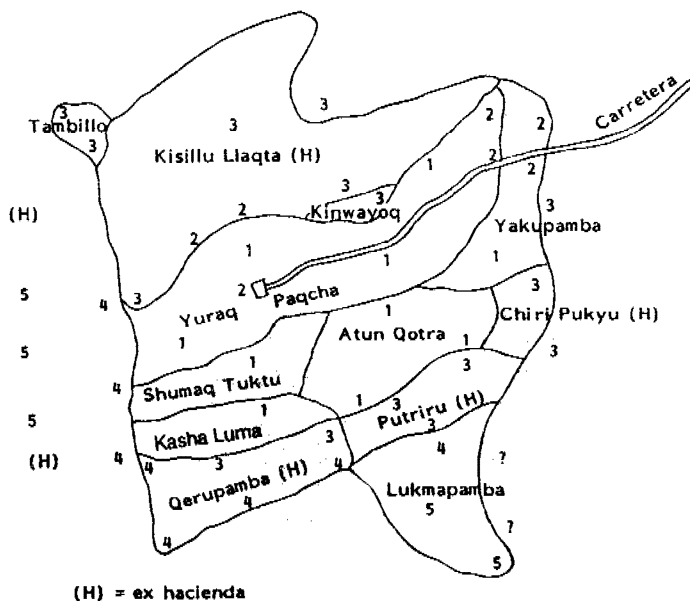 3
3
Tambillo
3
3
Carretera
2
2
Kisillu Llaqta (H)
1
2
2
3
3
Kinwayoq
(H)
2
3
2
1
Yakupamba
1
1
5
4
3
2
Paqcha
3
Yuraq
1
Chiri Pukyu (H)
5
1
1
Atun Qotra
1
3
3
4
Shumaq Tuktu
5
1
1
3
Putriru (H)
Kasha Luma
3
3
(H)
4
4
3
4
4
?
Qerupamba (H)
Lukmapamba
4
5
?
4
5
(H) = ex hacienda